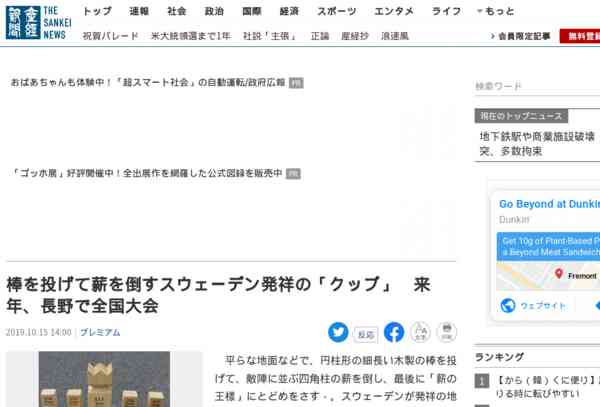 産経新聞
THE SANKEI NEWS
トップ 速報 社会 政治 国際 経済 スポーツ エンタメ ライフ もっと
祝賀パレード 米大統領選まで1年 社説「主張」 正論 産経抄 浪速風
会員限定記事
無料登録
おばあちゃんも体験中！「超スマート社会」の自動運転/政府広報 PR
検索ワード
現在のトップニュース
地下鉄駅や商業施設破壊
突、多数拘束
「ゴッホ展」好評開催中！全出展作を網羅した公式図録を販売中 PR
Go Beyond at Dunkin
Dunkin'
Get 10g of Plant-Based P
a Beyond Meat Sandwich
Fremont
ウェブサイト
棒を投げて薪を倒すスウェーデン発祥の「クッブ」 来
年、長野で全国大会
2019.10.15 14:00 プレミアム
反応
文字
印刷
平らな地面などで、円柱形の細長い木製の棒を投
げて、敵陣に並ぶ四角柱の薪を倒し、最後に「薪の
王様」にとどめをさす－。スウェーデンが発祥の地
ランキング
1 【から（韓）くに便り】
りる時に転びやすい